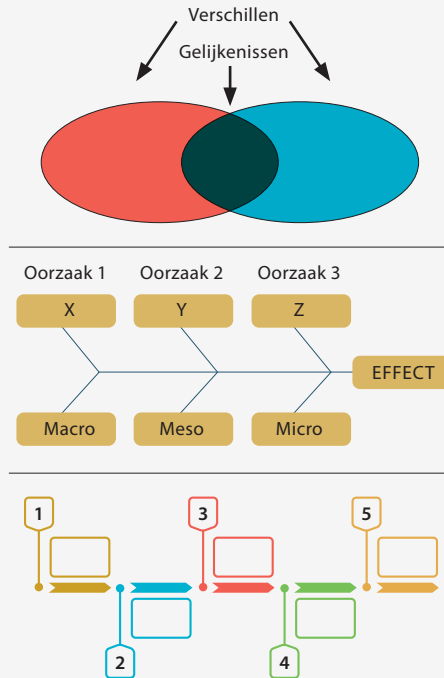 Verschillen
Gelijkenissen
Oorzaak 1 Oorzaak 2 Oorzaak 3
X Y Z
EFFECT
Macro Meso Micro
1 3 5
2 4